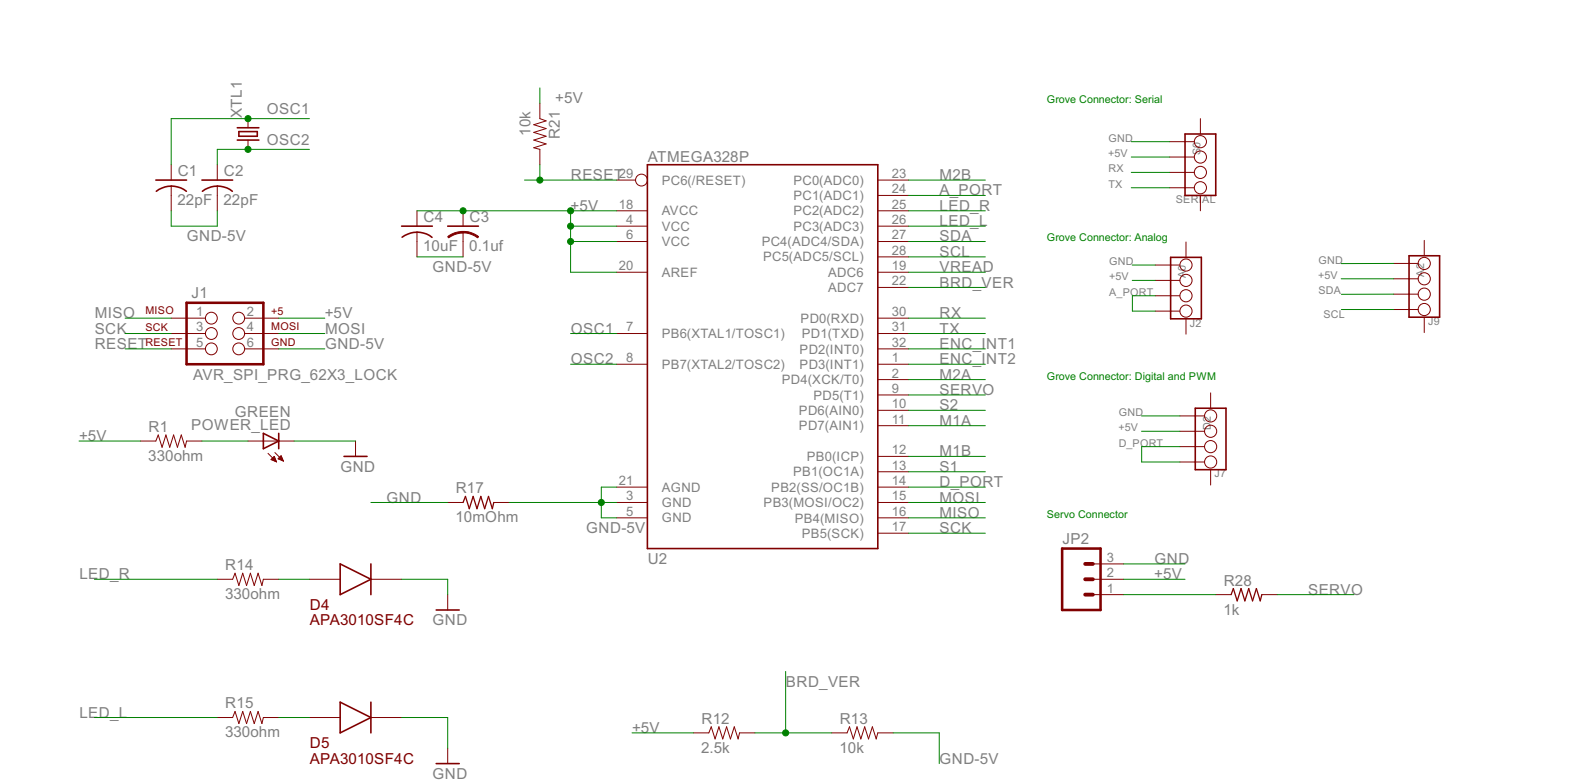 XTL1
OSC1
OSC2
C1
C2
22pF
22pF
GND-5V
+5V
10k
R21
RESET
29
ATMEGA328P
PC6(/RESET)
+5V
18
AVCC
4
VCC
6
VCC
20
AREF
C4
C3
10uF
0.1uf
GND-5V
OSC1
7
PB6(XTAL1/TOSC1)
OSC2
8
PB7(XTAL2/TOSC2)
21
AGND
3
GND
5
GND
GND-5V
GND
R17
10mOhm
U2
PC0(ADC0) 23 M2B
PC1(ADC1) 24 A_PORT
PC2(ADC2) 25 LED_R
PC3(ADC3) 26 LED_L
PC4(ADC4/SDA) 27 SDA
PC5(ADC5/SCL) 28 SCL
ADC6 19 VREAD
ADC7 22 BRD_VER
PD0(RXD) 30 RX
PD1(TXD) 31 TX
PD2(INT0) 32 ENC_INT1
PD3(INT1) 1 ENC_INT2
PD4(XCK/T0) 2 M2A
PD5(T1) 9 SERVO
PD6(AIN0) 10 S2
PD7(AIN1) 11 M1A
PB0(ICP) 12 M1B
PB1(OC1A) 13 S1
PB2(SS/OC1B) 14 D_PORT
PB3(MOSI/OC2) 15 MOSI
PB4(MISO) 16 MISO
PB5(SCK) 17 SCK
J1
MISO MISO 1 2 +5 +5V
SCK SCK 3 4 MOSI MOSI
RESET RESET 5 6 GND GND-5V
AVR_SPI_PRG_62X3_LOCK
GREEN
POWER_LED
+5V
R1
330ohm
GND
LED_R
R14
330ohm
D4
APA3010SF4C
GND
LED_L
R15
330ohm
D5
APA3010SF4C
GND
BRD_VER
+5V
R12
2.5k
R13
10k
GND-5V
Grove Connector: Serial
GND
+5V
RX
TX
SERIAL
Grove Connector: Analog
GND
+5V
A_PORT
J2
GND
+5V
SDA
SCL
J9
Grove Connector: Digital and PWM
GND
+5V
D_PORT
J7
Servo Connector
JP2
3 GND
2 +5V
1
R28
1k
SERVO